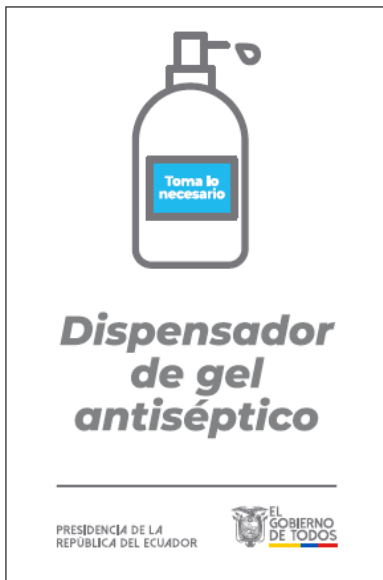 Toma lo
necesario
Dispensador
de gel
antiséptico
PRESIDENCIA DE LA
REPÚBLICA DEL ECUADOR
EL
GOBIERNO
DE TODOS